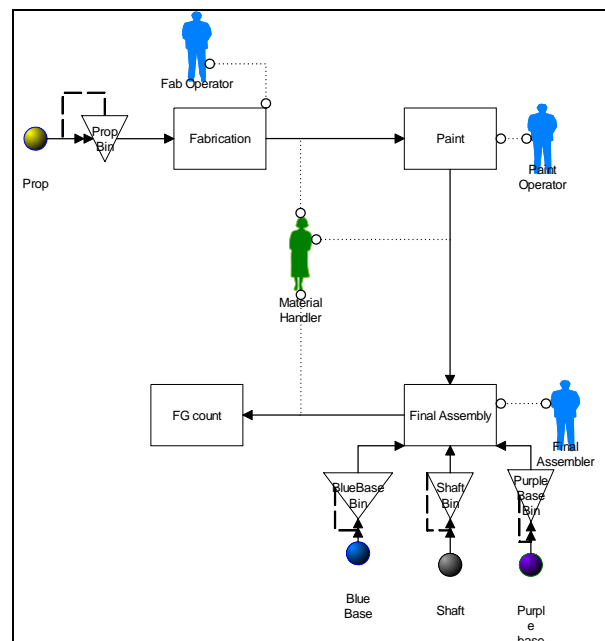 Fab Operator
Prop
Bin
Fabrication
Paint
Prop
Paint
Operator
Material
Handler
FG count
Final Assembly
Final
Assembler
BlueBase
Bin
Shaft
Bin
Purple
Base
Bin
Blue
Base
Shaft
Purpl
e
base